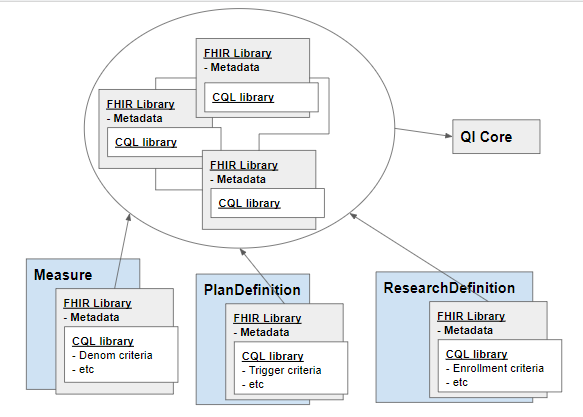 FHIR Library
- Metadata
CQL library
FHIR Library
- Metadata
CQL library
FHIR Library
- Metadata
CQL library
QI Core
Measure
FHIR Library
- Metadata
CQL library
- Denom criteria
- etc
PlanDefinition
FHIR Library
- Metadata
CQL library
- Trigger criteria
- etc
ResearchDefinition
FHIR Library
- Metadata
CQL library
- Enrollment criteria
- etc